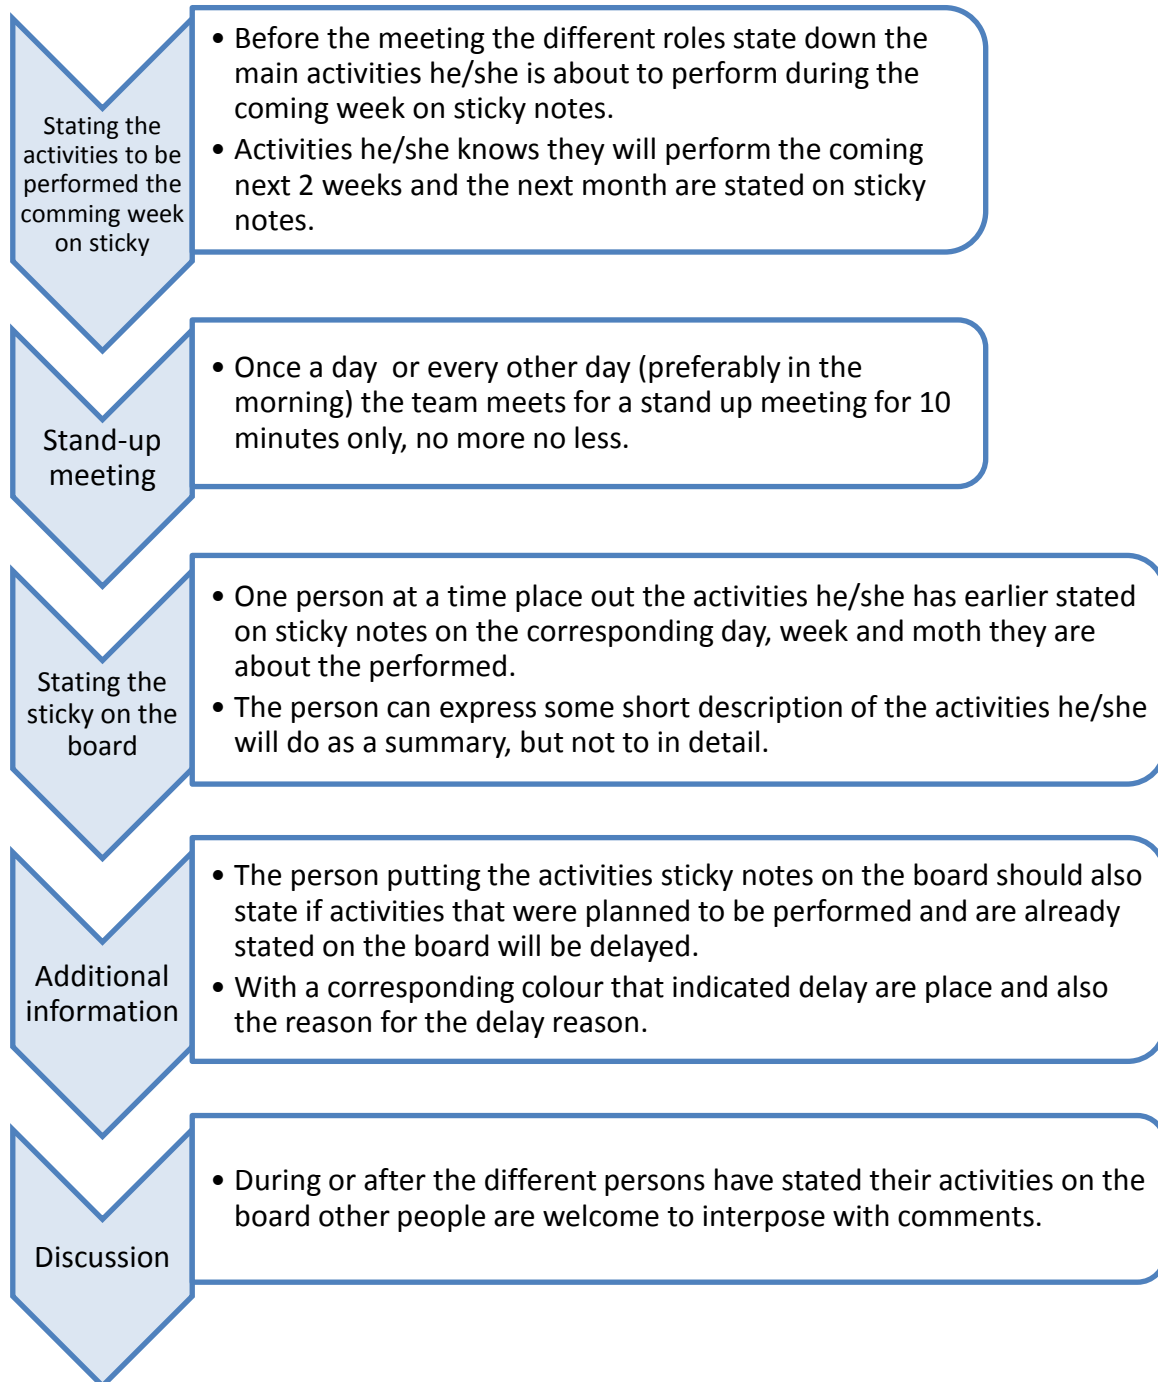 Stating the
activities to be
performed the
comming week
on sticky
• Before the meeting the different roles state down the
main activities he/she is about to perform during the
coming week on sticky notes.
• Activities he/she knows they will perform the coming
next 2 weeks and the next month are stated on sticky
notes.
Stand-up
meeting
• Once a day  or every other day (preferably in the
morning) the team meets for a stand up meeting for 10
minutes only, no more no less.
Stating the
sticky on the
board
• One person at a time place out the activities he/she has earlier stated
on sticky notes on the corresponding day, week and moth they are
about the performed.
• The person can express some short description of the activities he/she
will do as a summary, but not to in detail.
Additional
information
• The person putting the activities sticky notes on the board should also
state if activities that were planned to be performed and are already
stated on the board will be delayed.
• With a corresponding colour that indicated delay are place and also
the reason for the delay reason.
Discussion
• During or after the different persons have stated their activities on the
board other people are welcome to interpose with comments.